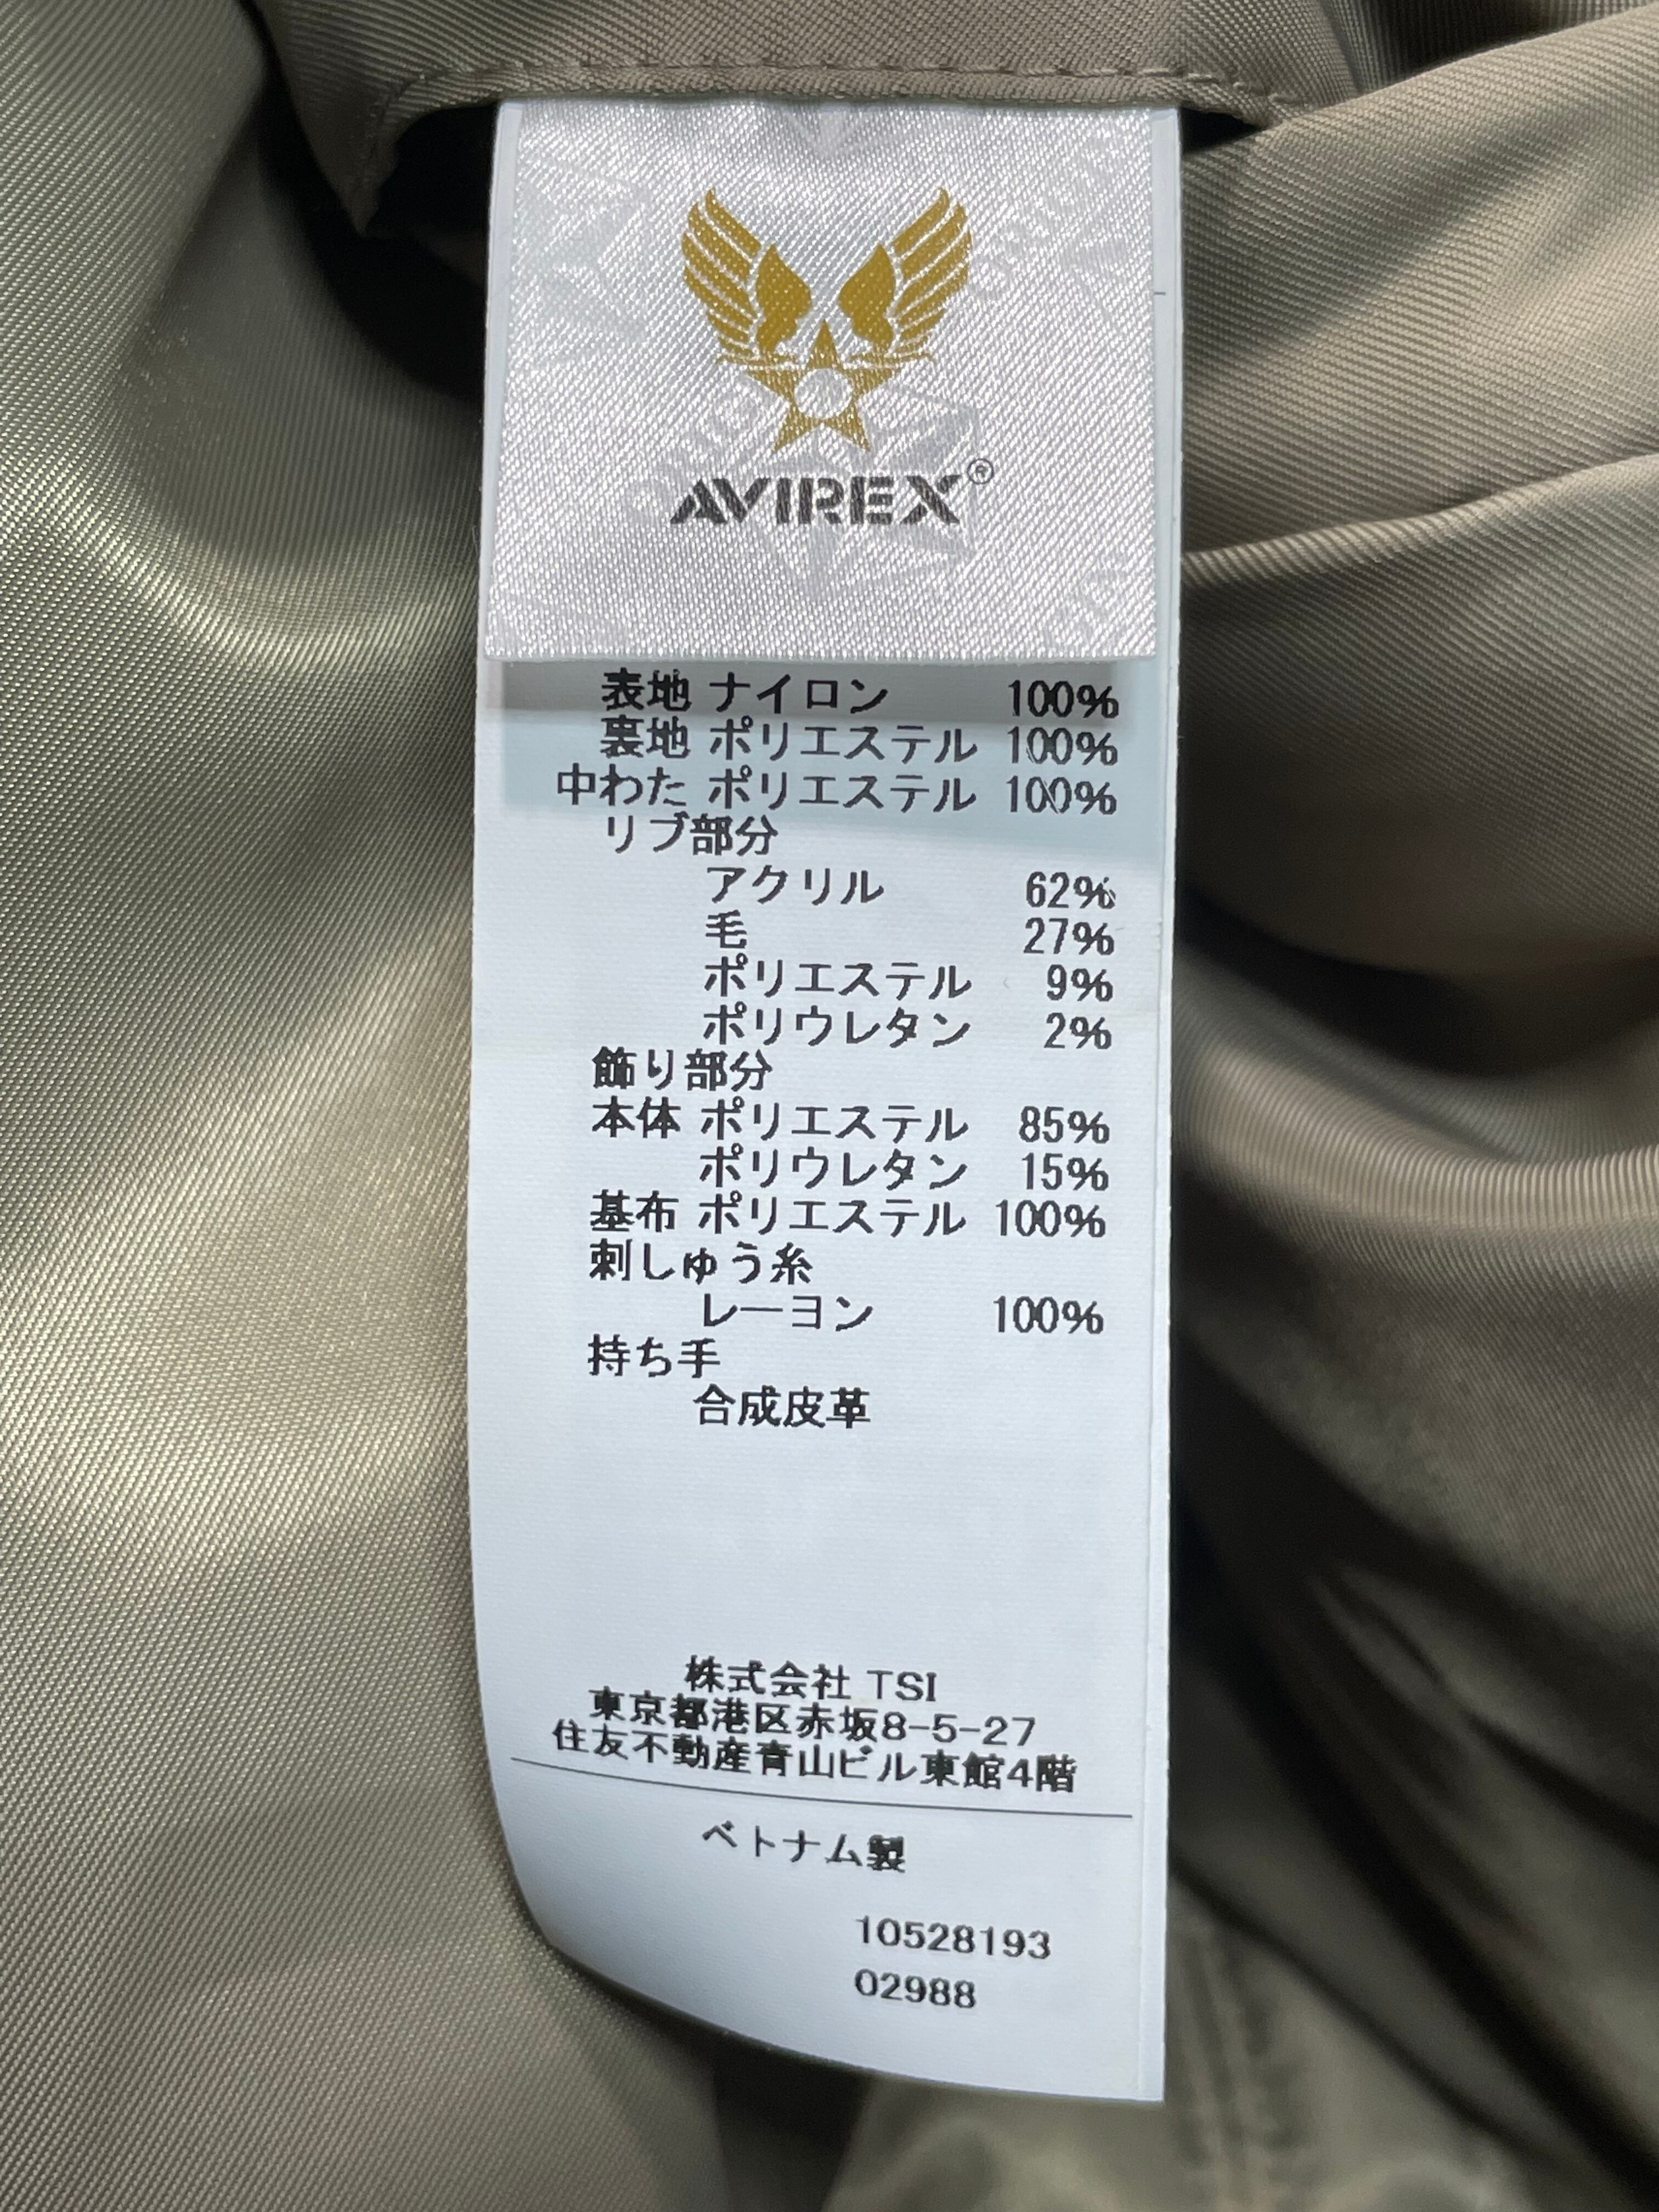 AVIREX®
表地 ナイロン 100%
裏地 ポリエステル 100%
中わた ポリエステル 100%
リブ部分
アクリル 62%
毛 27%
ポリエステル 9%
ポリウレタン 2%
飾り部分
本体 ポリエステル 85%
ポリウレタン 15%
基布 ポリエステル 100%
刺しゅう糸
レーヨン 100%
持ち手
合成皮革
株式会社 TSI
東京都港区赤坂8-5-27
住友不動産青山ビル東館4階
ベトナム製
10528193
02988